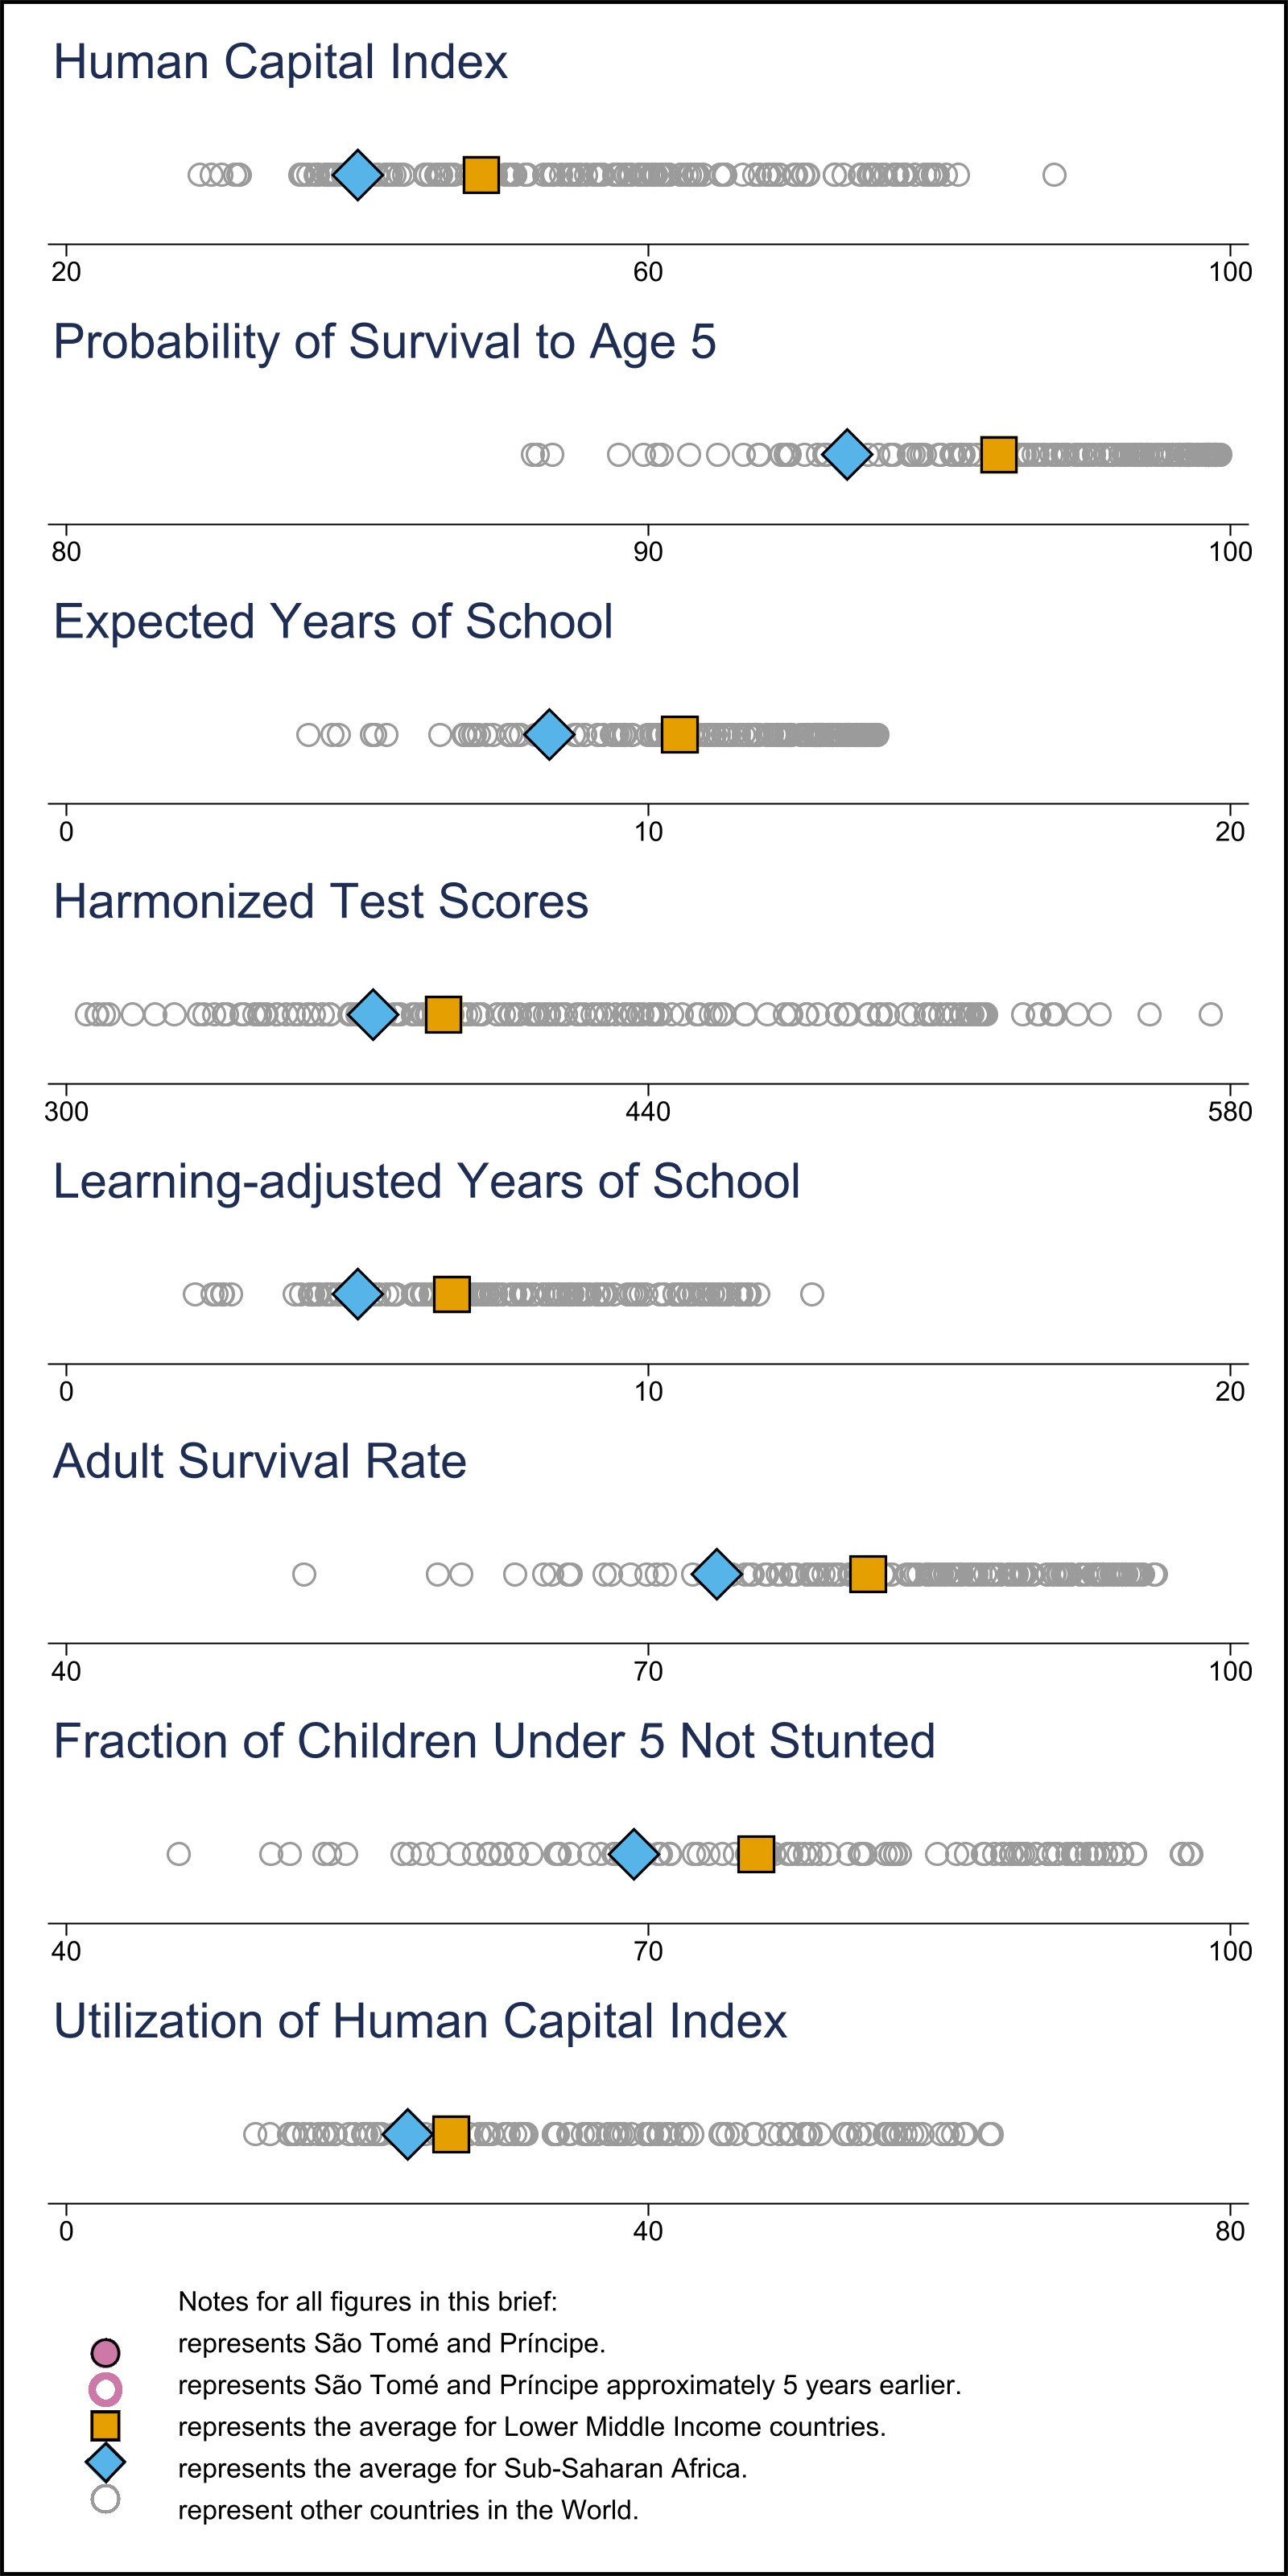 Human Capital Index
20 60 100
Probability of Survival to Age 5
80 90 100
Expected Years of School
0 10 20
Harmonized Test Scores
300 440 580
Learning-adjusted Years of School
0 10 20
Adult Survival Rate
40 70 100
Fraction of Children Under 5 Not Stunted
40 70 100
Utilization of Human Capital Index
0 40 80
Notes for all figures in this brief:
represents São Tomé and Príncipe.
represents São Tomé and Príncipe approximately 5 years earlier.
represents the average for Lower Middle Income countries.
represents the average for Sub-Saharan Africa.
represent other countries in the World.